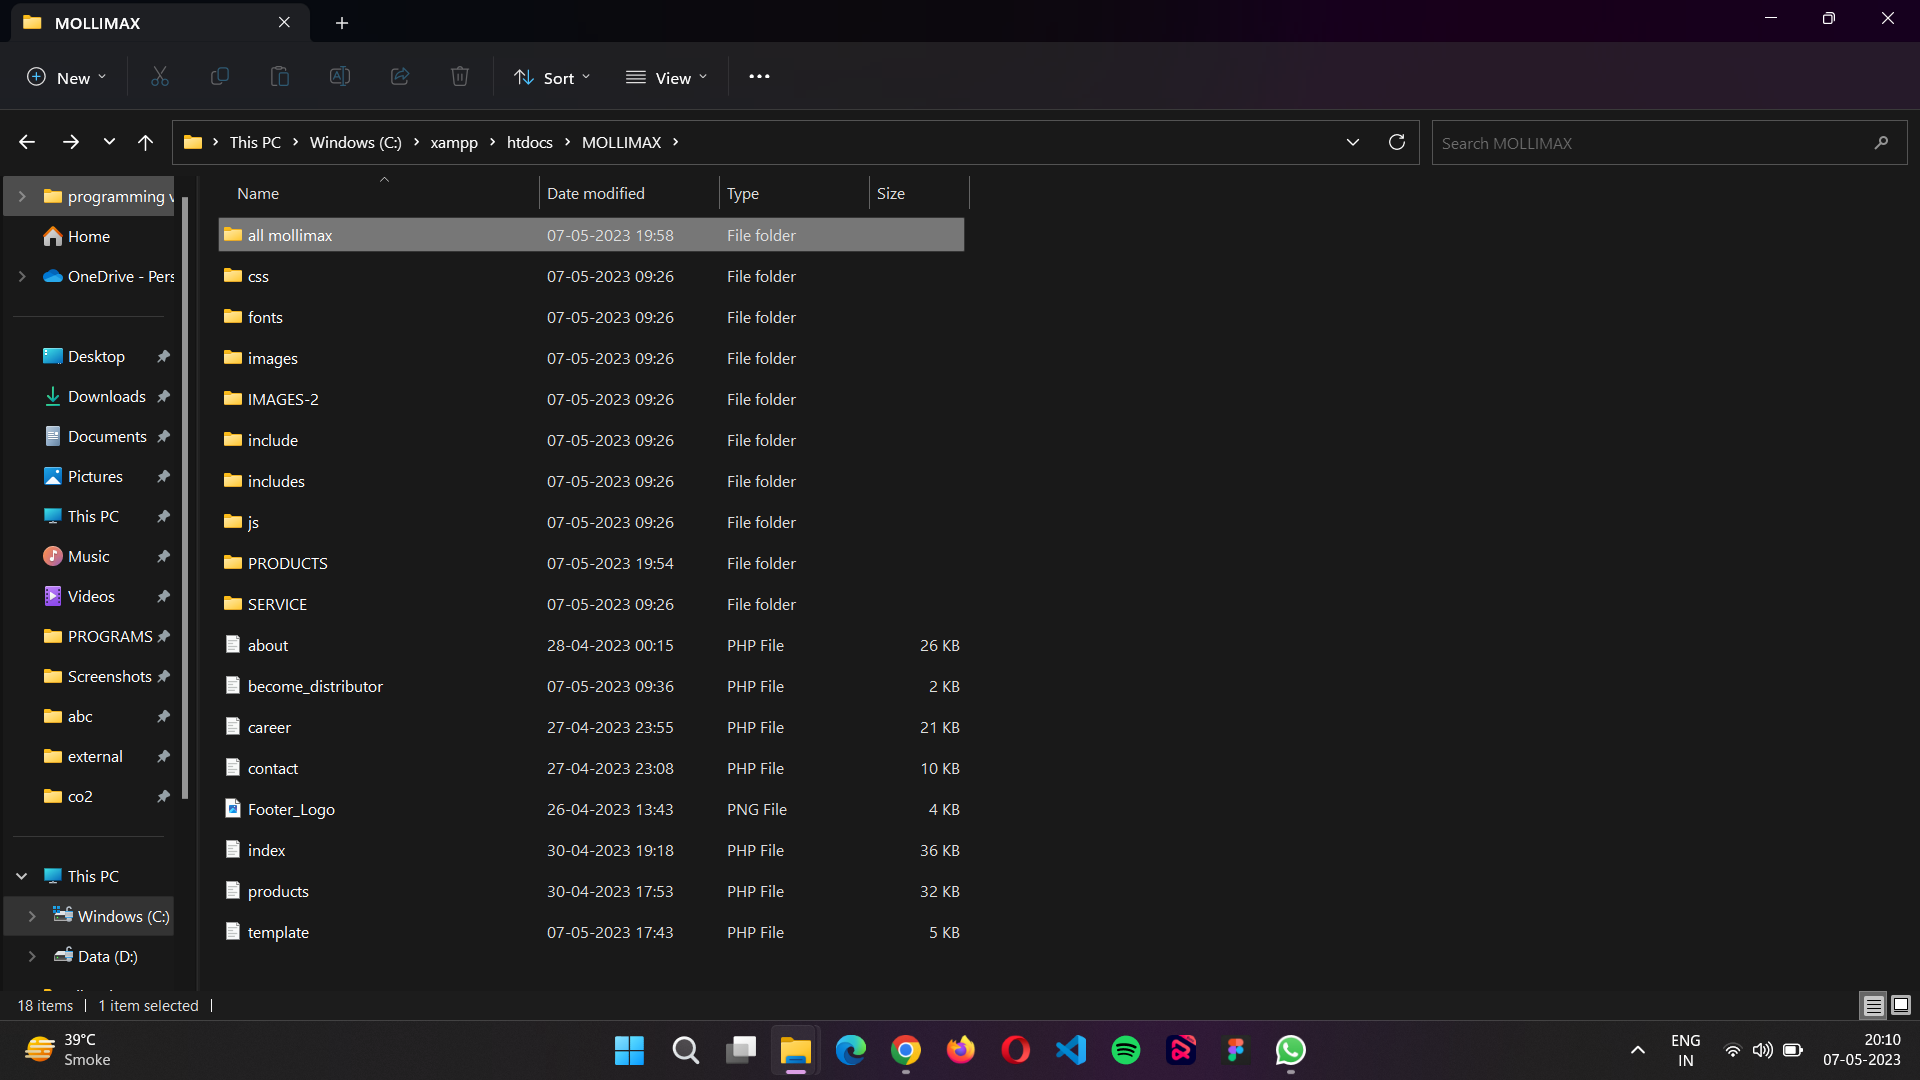 MOLLIMAX
New
Sort
View
This PC
Windows (C:)
xampp
htdocs
MOLLIMAX
Search MOLLIMAX
programming v
Home
OneDrive - Pers
Desktop
Downloads
Documents
Pictures
This PC
Music
Videos
PROGRAMS
Screenshots
abc
external
co2
This PC
Windows (C:)
Data (D:)
Name Date modified Type Size
all mollimax 07-05-2023 19:58 File folder
css 07-05-2023 09:26 File folder
fonts 07-05-2023 09:26 File folder
images 07-05-2023 09:26 File folder
IMAGES-2 07-05-2023 09:26 File folder
include 07-05-2023 09:26 File folder
includes 07-05-2023 09:26 File folder
js 07-05-2023 09:26 File folder
PRODUCTS 07-05-2023 19:54 File folder
SERVICE 07-05-2023 09:26 File folder
about 28-04-2023 00:15 PHP File 26 KB
become_distributor 07-05-2023 09:36 PHP File 2 KB
career 27-04-2023 23:55 PHP File 21 KB
contact 27-04-2023 23:08 PHP File 10 KB
Footer_Logo 26-04-2023 13:43 PNG File 4 KB
index 30-04-2023 19:18 PHP File 36 KB
products 30-04-2023 17:53 PHP File 32 KB
template 07-05-2023 17:43 PHP File 5 KB
18 items
1 item selected
39°C
Smoke
ENG
IN
20:10
07-05-2023